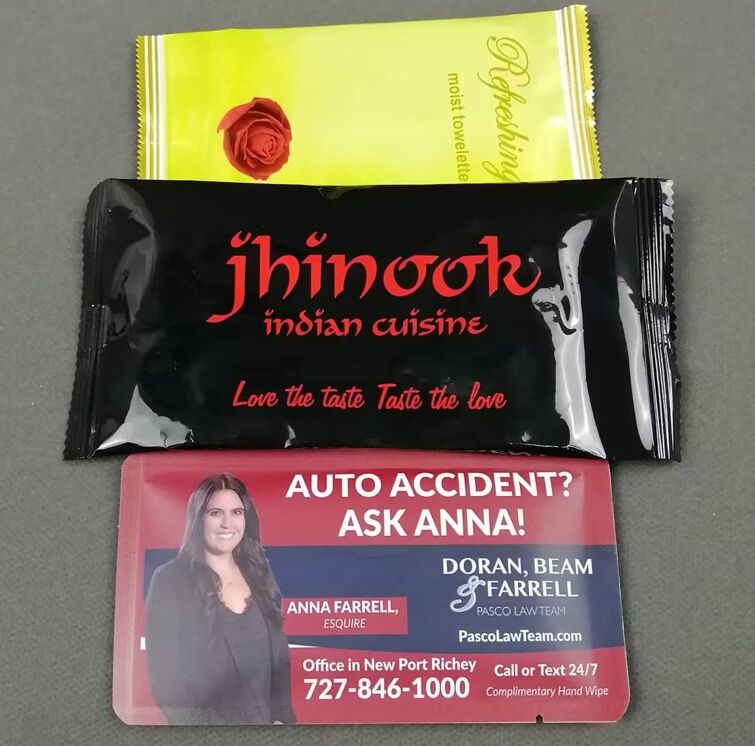 Refreshing
moist towelette
jhinook
indian cuisine
Love the taste Taste the love
AUTO ACCIDENT?
ASK ANNA!
DORAN, BEAM
& FARRELL
PASCO LAW TEAM
ANNA FARRELL,
ESQUIRE
PascoLawTeam.com
Office in New Port Richey
727-846-1000
Call or Text 24/7
Complimentary Hand Wipe